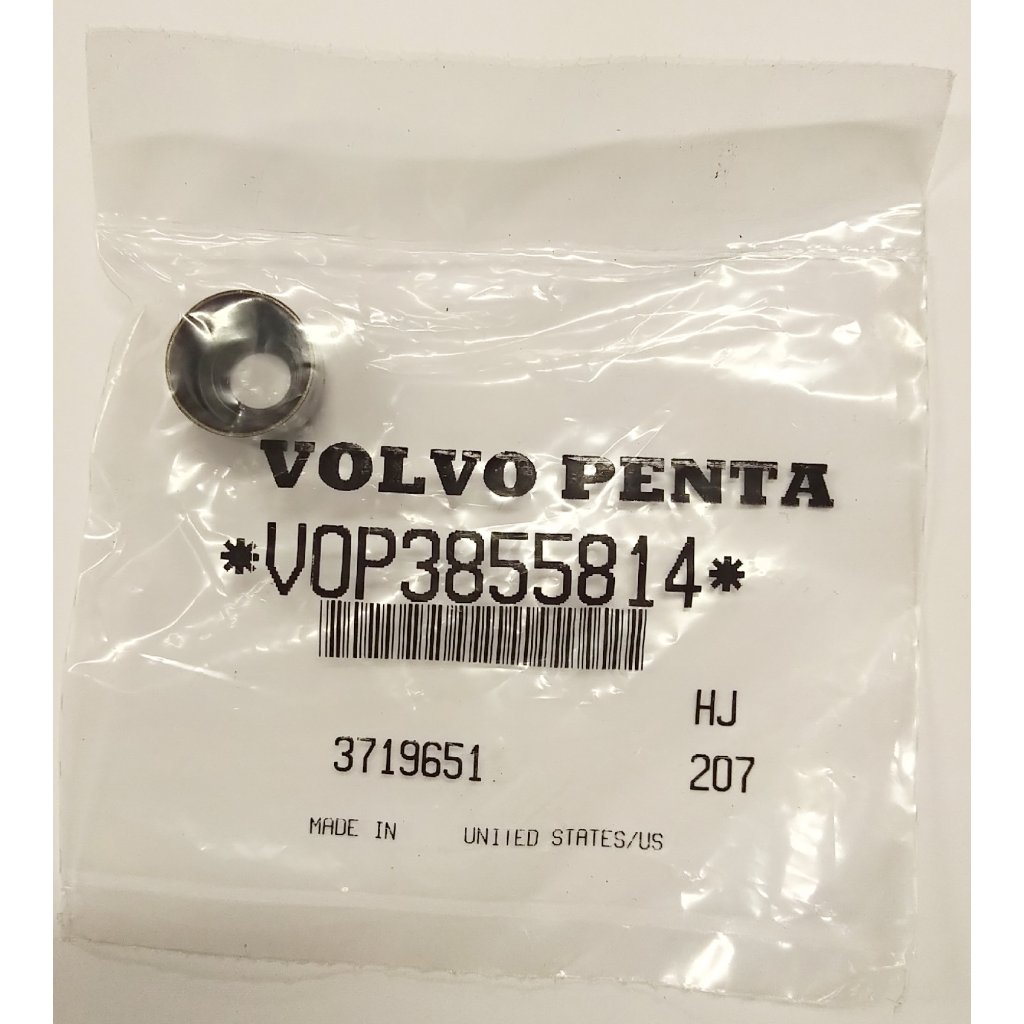 VOLVO PENTA
*VOP3855814*
HJ
3719651 207
MADE IN UNITED STATES/US